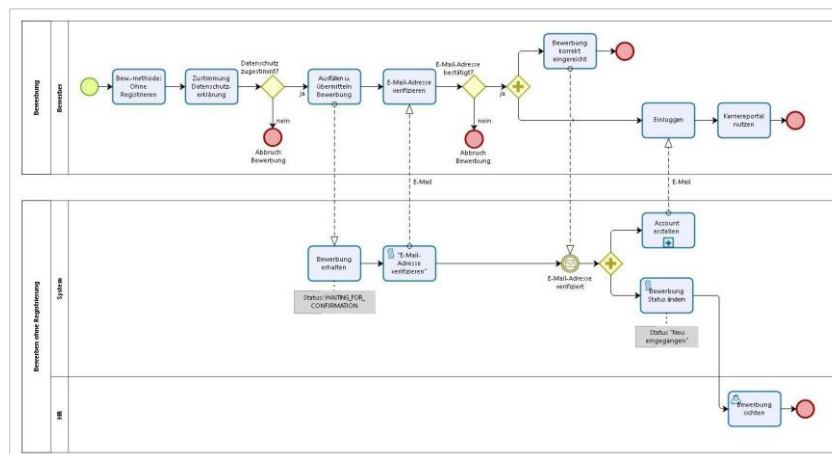 Bewerbung
Bewerber
Bew.-methode:
Ohne
Registrieren
Zustimmung
Datenschutz-
erklärung
Datenschutz
zugestimmt?
ja
nein
Abbruch
Bewerbung
Ausfüllen u.
übermitteln
Bewerbung
E-Mail-Adresse
verifizieren
E-Mail-Adresse
bestätigt?
ja
nein
Abbruch
Bewerbung
Bewerbung
korrekt
eingereicht
Einloggen
Karriereportal
nutzen
E-Mail
E-Mail
Bewerben ohne Registrierung
System
Bewerbung
erhalten
Status: WAITING_FOR_
CONFIRMATION
"E-Mail-
Adresse
verifizieren"
E-Mail-Adresse
verifiziert
Account
erstellen
Bewerbung
Status ändern
Status "Neu
eingegangen"
HR
Bewerbung
sichten